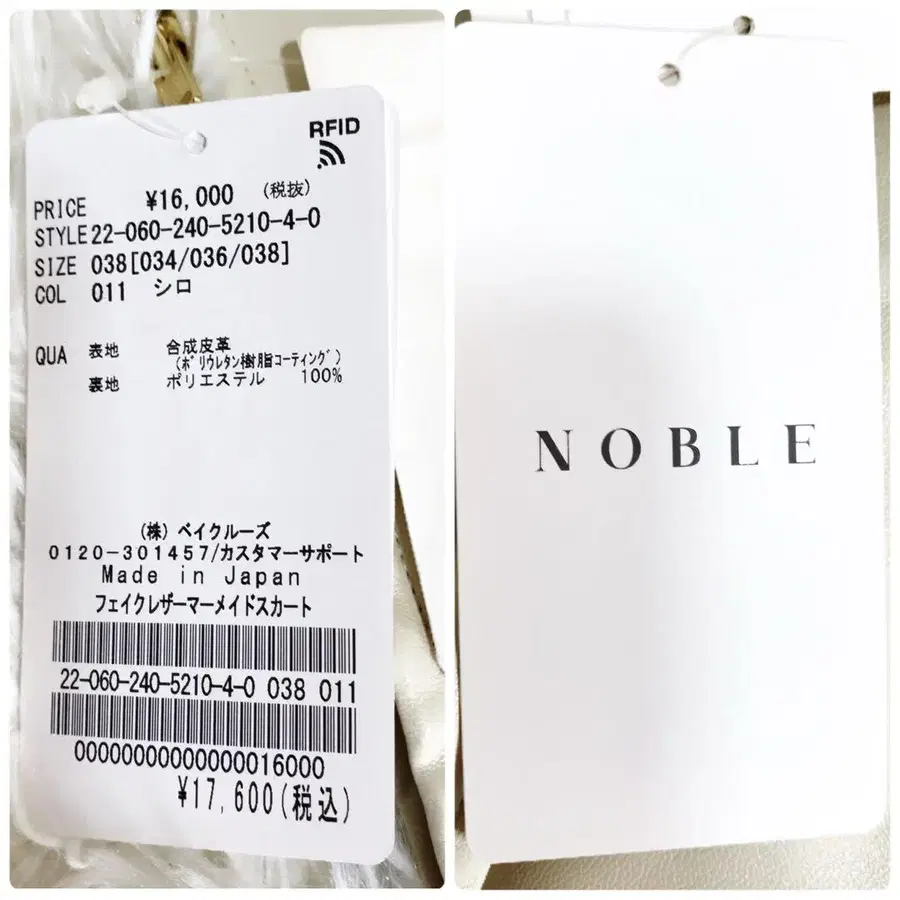 RFID
PRICE ¥16,000 (税抜)
STYLE 22-060-240-5210-4-0
SIZE 038[034/036/038]
COL 011 シロ
QUA 表地 合成皮革
(ポリウレタン樹脂コーティング)
裏地 ポリエステル 100%
(株)ベイクルーズ
0120-301457/カスタマーサポート
Made in Japan
フェイクレザーマーメイドスカート
22-060-240-5210-4-0 038 011
00000000000000016000
¥17,600(税込)
NOBLE